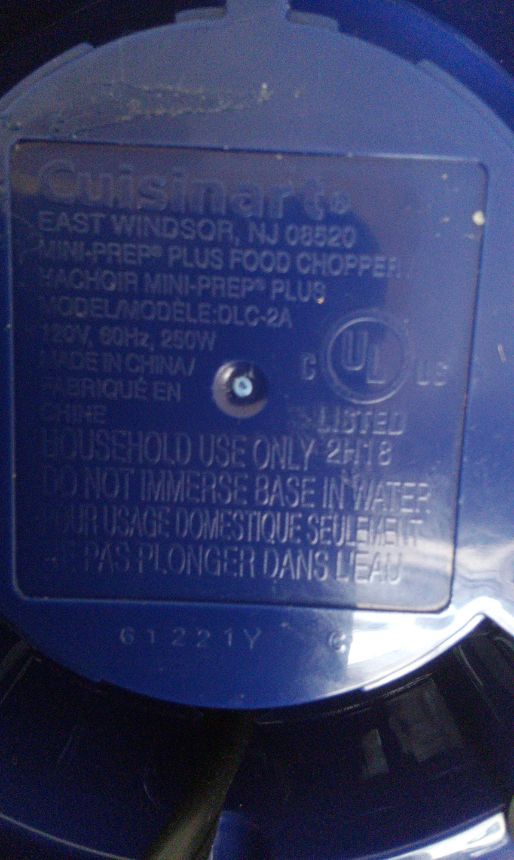 Cuisinart®
EAST WINDSOR, NJ 08520
MINI-PREP® PLUS FOOD CHOPPER
HACHOIR MINI-PREP® PLUS
MODEL/MODÈLE:DLC-2A
120V, 60Hz, 250W
MADE IN CHINA/
FABRIQUÉ EN
CHINE
C UL US
LISTED
2H18
HOUSEHOLD USE ONLY
DO NOT IMMERSE BASE IN WATER
POUR USAGE DOMESTIQUE SEULEMENT
PAS PLONGER DANS L'EAU
61221Y